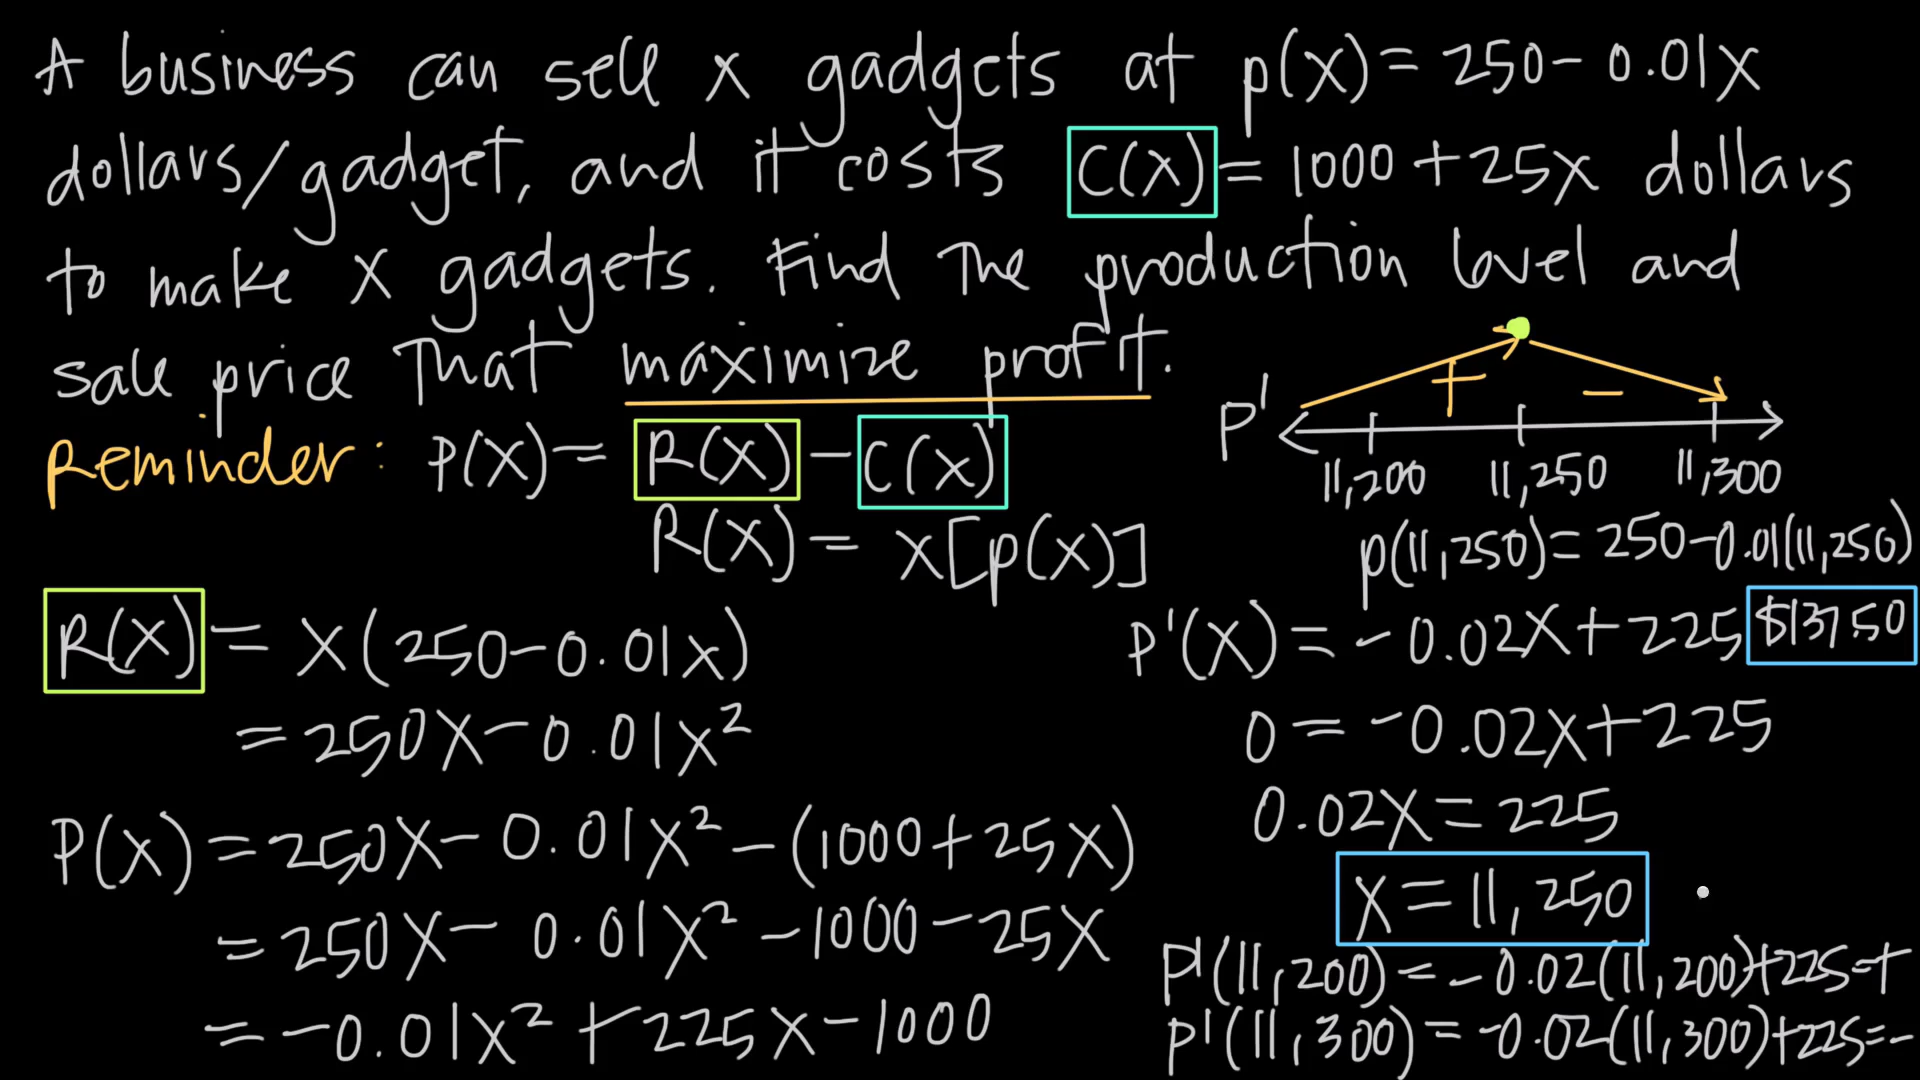 A business can sell x gadgets at p(x) = 250 - 0.01x
dollars/gadget, and it costs C(x) = 1000 + 25x dollars
to make x gadgets. Find the production level and
sale price that maximize profit.
Reminder: P(x) = R(x) - C(x)
R(x) = x[p(x)]
R(x) = x(250 - 0.01x)
= 250x - 0.01x²
P(x) = 250x - 0.01x² - (1000 + 25x)
= 250x - 0.01x² - 1000 - 25x
= -0.01x² + 225x - 1000
P' + -
11,200 11,250 11,300
p(11,250) = 250 - 0.01(11,250)
$137.50
P'(x) = -0.02x + 225
0 = -0.02x + 225
0.02x = 225
x = 11,250
P'(11,200) = -0.02(11,200) + 225 = +
P'(11,300) = -0.02(11,300) + 225 = -